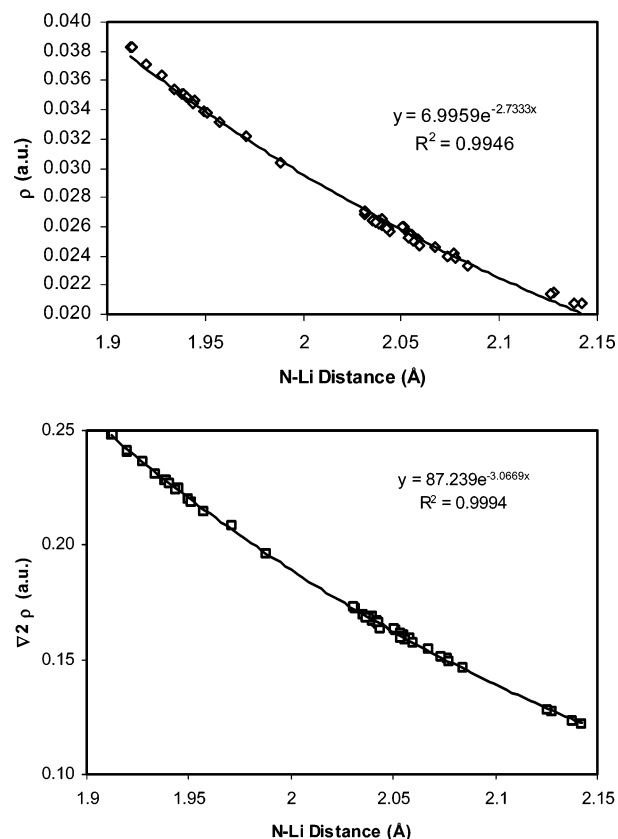 0.040
0.038
0.036
0.034
0.032
0.030
0.028
0.026
0.024
0.022
0.020
ρ (a.u.)
y = 6.9959e^-2.7333x
R² = 0.9946
1.9 1.95 2 2.05 2.1 2.15
N-Li Distance (Å)
0.25
0.20
0.15
0.10
∇2 ρ (a.u.)
y = 87.239e^-3.0669x
R² = 0.9994
1.9 1.95 2 2.05 2.1 2.15
N-Li Distance (Å)